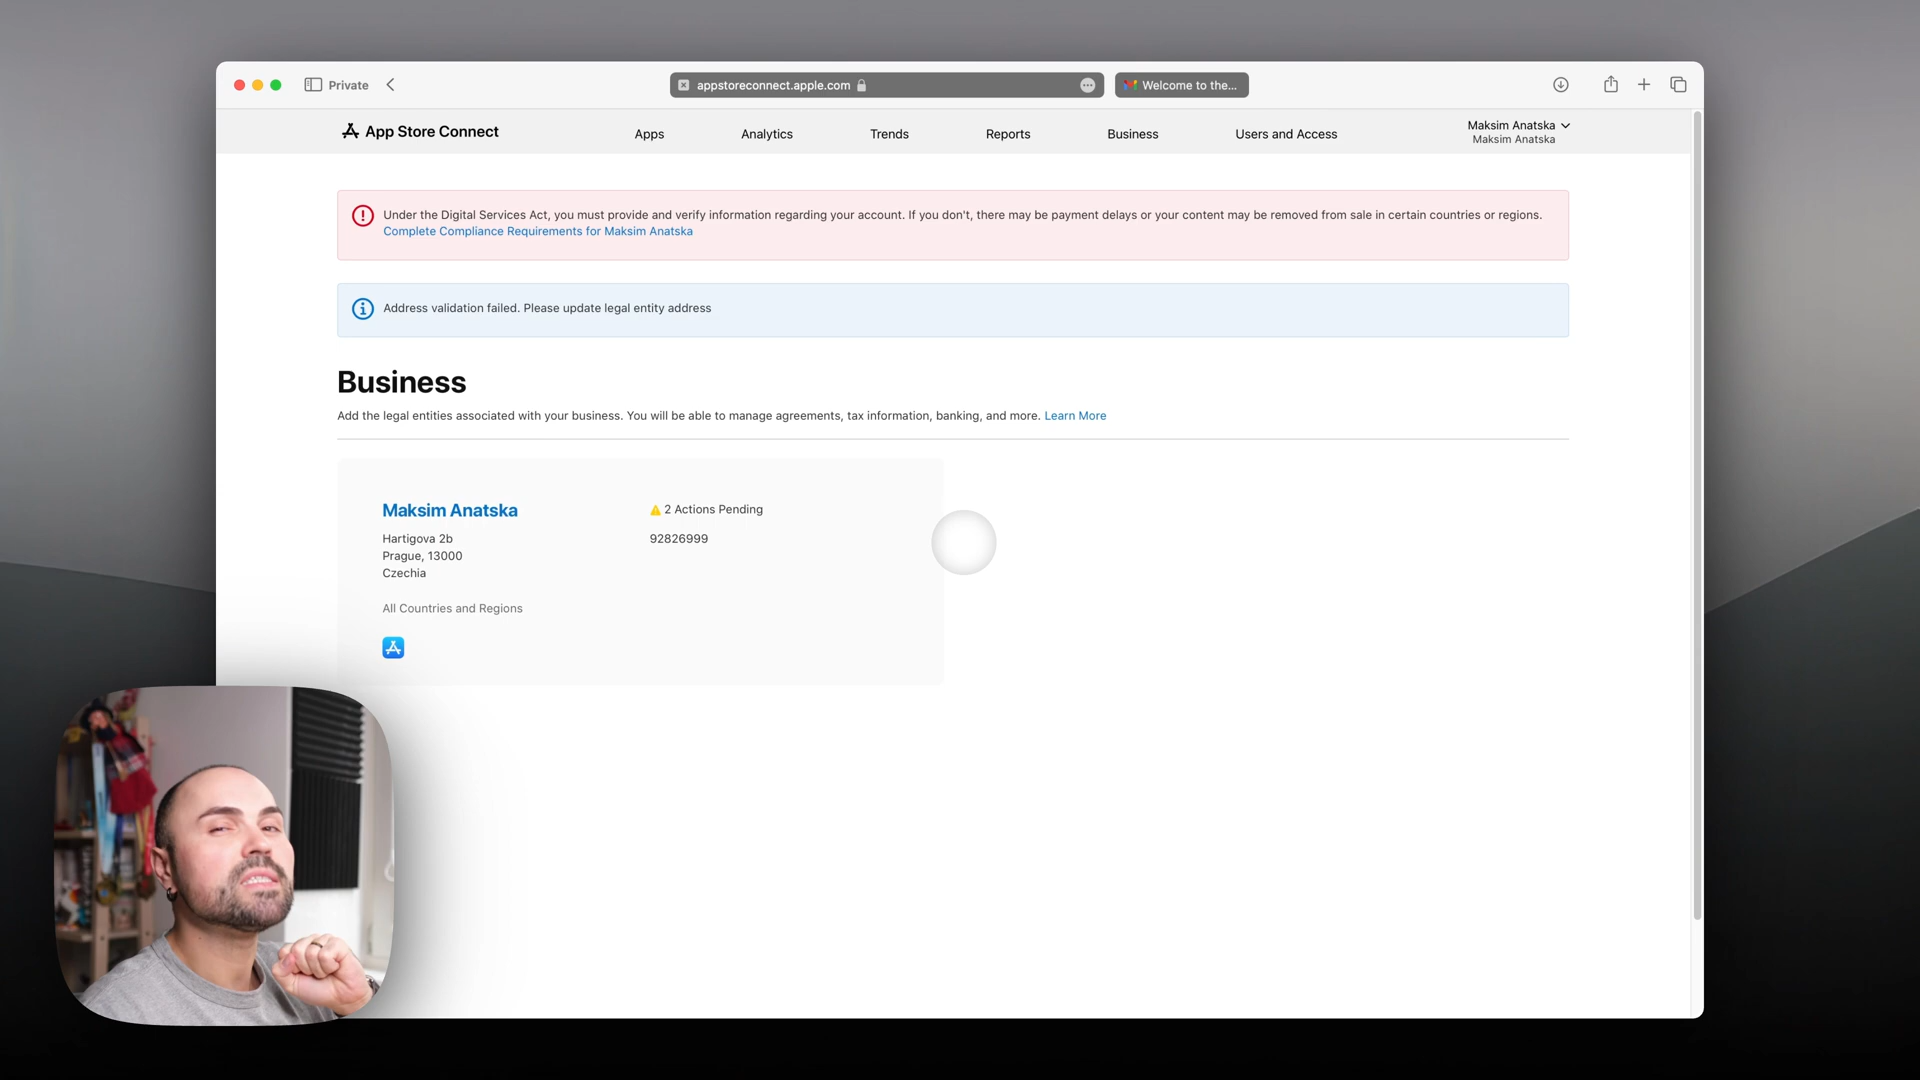 Private
appstoreconnect.apple.com
Welcome to the...
App Store Connect
Apps
Analytics
Trends
Reports
Business
Users and Access
Maksim Anatska
Maksim Anatska
Under the Digital Services Act, you must provide and verify information regarding your account. If you don't, there may be payment delays or your content may be removed from sale in certain countries or regions.
Complete Compliance Requirements for Maksim Anatska
Address validation failed. Please update legal entity address
Business
Add the legal entities associated with your business. You will be able to manage agreements, tax information, banking, and more. Learn More
Maksim Anatska
2 Actions Pending
Hartigova 2b
92826999
Prague, 13000
Czechia
All Countries and Regions